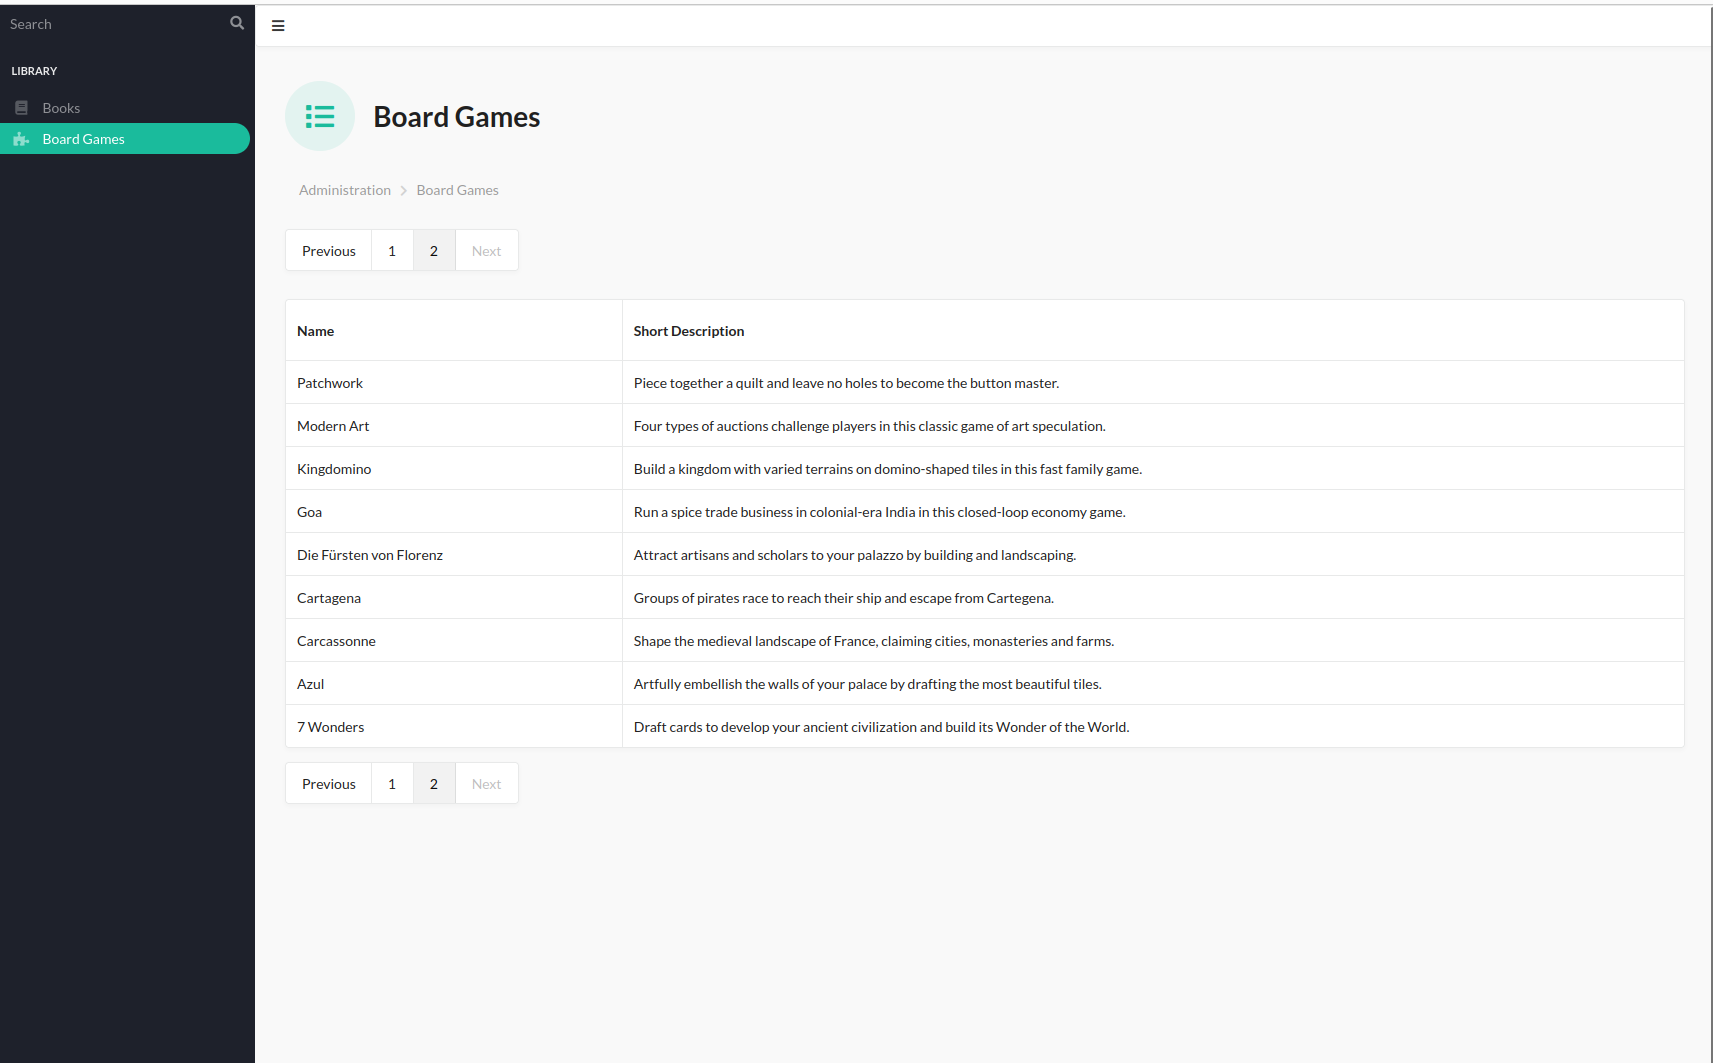 Search
LIBRARY
Books
Board Games
Board Games
Administration > Board Games
Previous 1 2 Next
Name Short Description
Patchwork Piece together a quilt and leave no holes to become the button master.
Modern Art Four types of auctions challenge players in this classic game of art speculation.
Kingdomino Build a kingdom with varied terrains on domino-shaped tiles in this fast family game.
Goa Run a spice trade business in colonial-era India in this closed-loop economy game.
Die Fürsten von Florenz Attract artisans and scholars to your palazzo by building and landscaping.
Cartagena Groups of pirates race to reach their ship and escape from Cartegena.
Carcassonne Shape the medieval landscape of France, claiming cities, monasteries and farms.
Azul Artfully embellish the walls of your palace by drafting the most beautiful tiles.
7 Wonders Draft cards to develop your ancient civilization and build its Wonder of the World.
Previous 1 2 Next